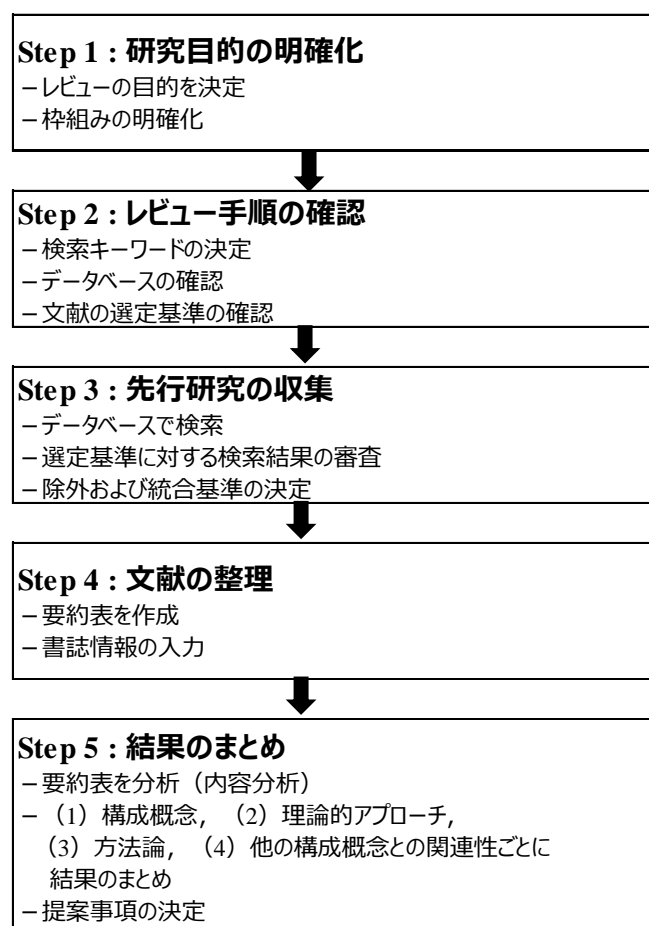 Step 1 : 研究目的の明確化
－レビューの目的を決定
－枠組みの明確化
Step 2 : レビュー手順の確認
－検索キーワードの決定
－データベースの確認
－文献の選定基準の確認
Step 3 : 先行研究の収集
－データベースで検索
－選定基準に対する検索結果の審査
－除外および統合基準の決定
Step 4 : 文献の整理
－要約表を作成
－書誌情報の入力
Step 5 : 結果のまとめ
－要約表を分析（内容分析）
－（1）構成概念，（2）理論的アプローチ，
（3）方法論，（4）他の構成概念との関連性ごとに
結果のまとめ
－提案事項の決定